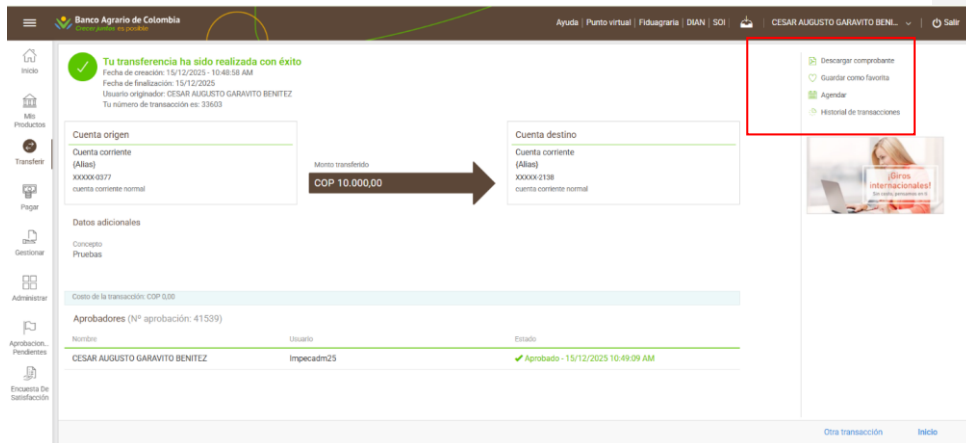 Banco Agrario de Colombia
Crecer juntos es posible
Ayuda | Punto virtual | Fiduagraria | DIAN | SOI |
CESAR AUGUSTO GARAVITO BENI...
Salir
Inicio
Mis
Productos
Transferir
Pagar
Gestionar
Administrar
Aprobacion...
Pendientes
Encuesta De
Satisfacción
Tu transferencia ha sido realizada con éxito
Fecha de creación: 15/12/2025 - 10:48:58 AM
Fecha de finalización: 15/12/2025
Usuario originador: CESAR AUGUSTO GARAVITO BENITEZ
Tu número de transacción es: 33603
Cuenta origen
Cuenta corriente
(Alias)
XXXXX-0377
cuenta corriente normal
Monto transferido
COP 10.000,00
Cuenta destino
Cuenta corriente
(Alias)
XXXXX-2138
cuenta corriente normal
Datos adicionales
Concepto
Pruebas
Costo de la transacción: COP 0,00
Aprobadores (Nº aprobación: 41539)
Nombre Usuario Estado
CESAR AUGUSTO GARAVITO BENITEZ Impecadm25 Aprobado - 15/12/2025 10:49:09 AM
Descargar comprobante
Guardar como favorita
Agendar
Historial de transacciones
¡Giros
internacionales!
Otra transacción Inicio